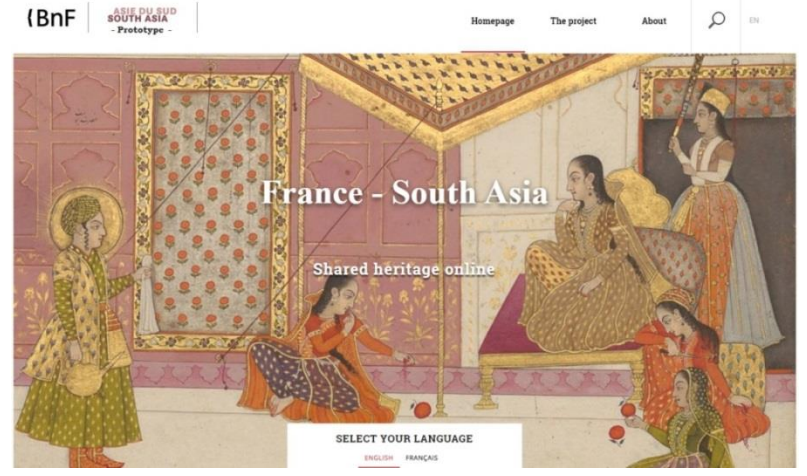 {BnF
ASIE DU SUD
SOUTH ASIA
- Prototype -
Homepage
The project
About
EN
France - South Asia
Shared heritage online
SELECT YOUR LANGUAGE
ENGLISH FRANÇAIS